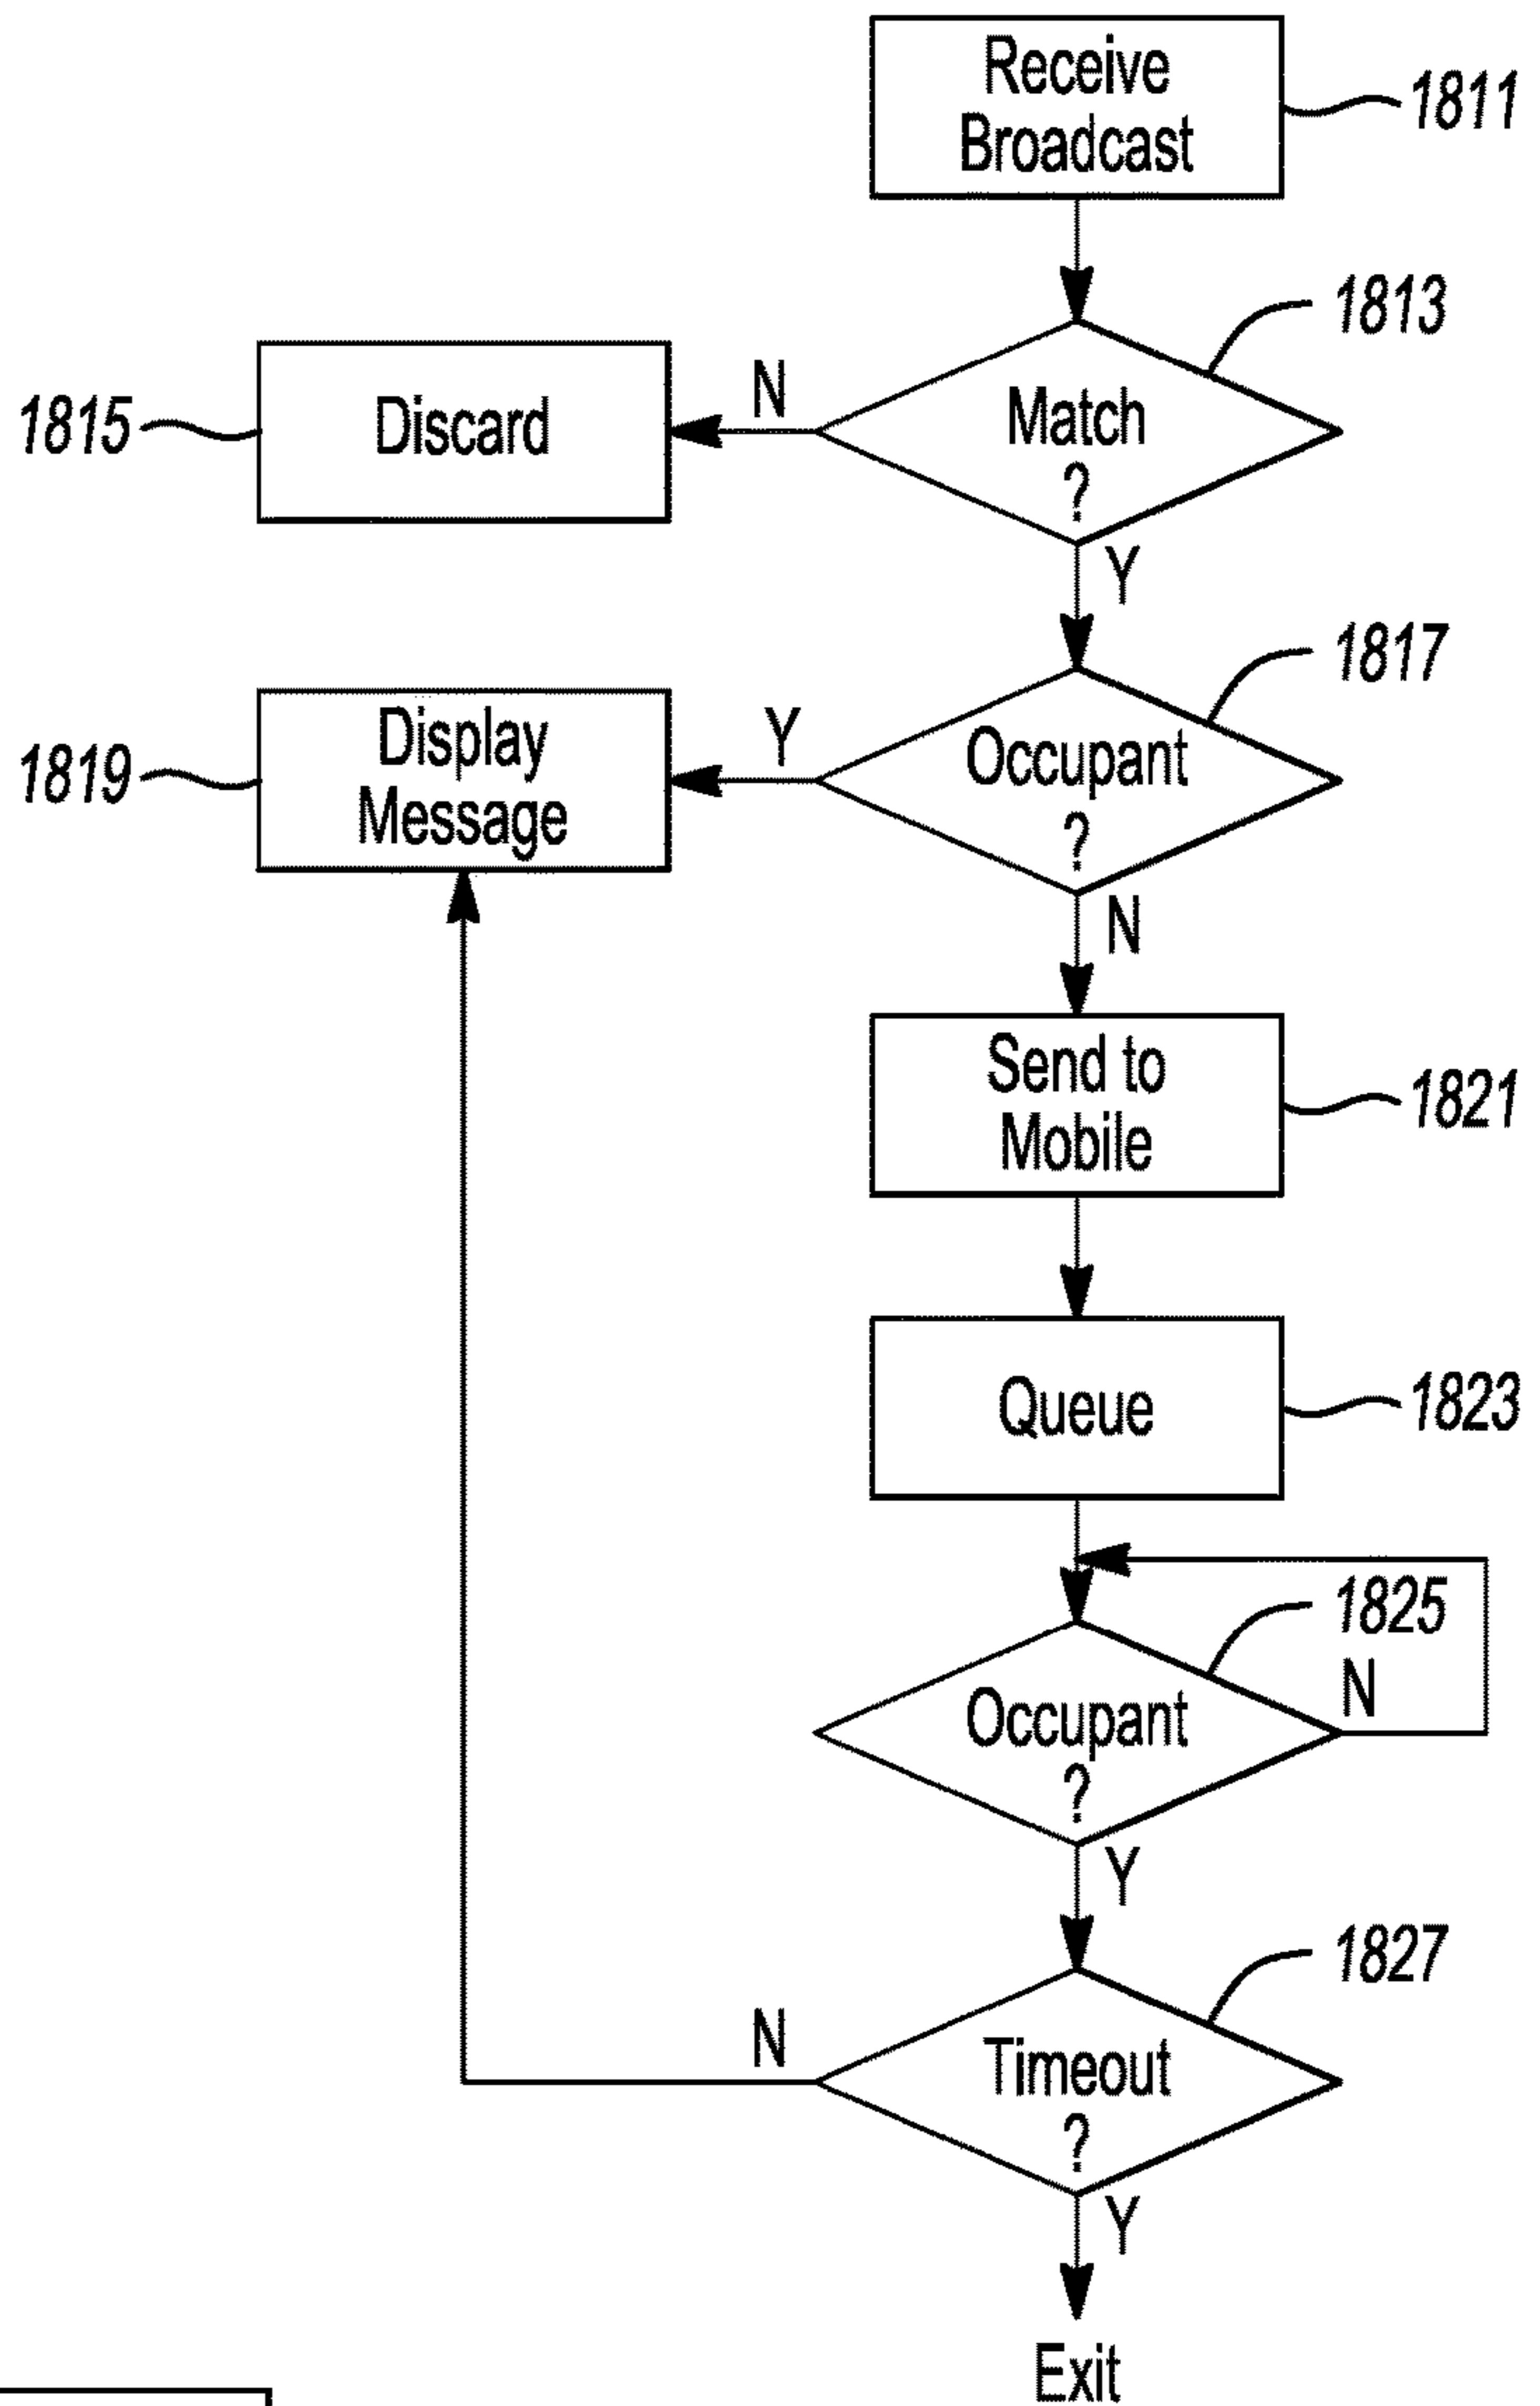 Receive
Broadcast
1811
1813
Match
?
N
Discard
1815
Y
1817
Occupant
?
Y
Display
Message
1819
N
Send to
Mobile
1821
Queue
1823
1825
Occupant
?
N
Y
1827
Timeout
?
N
Y
Exit